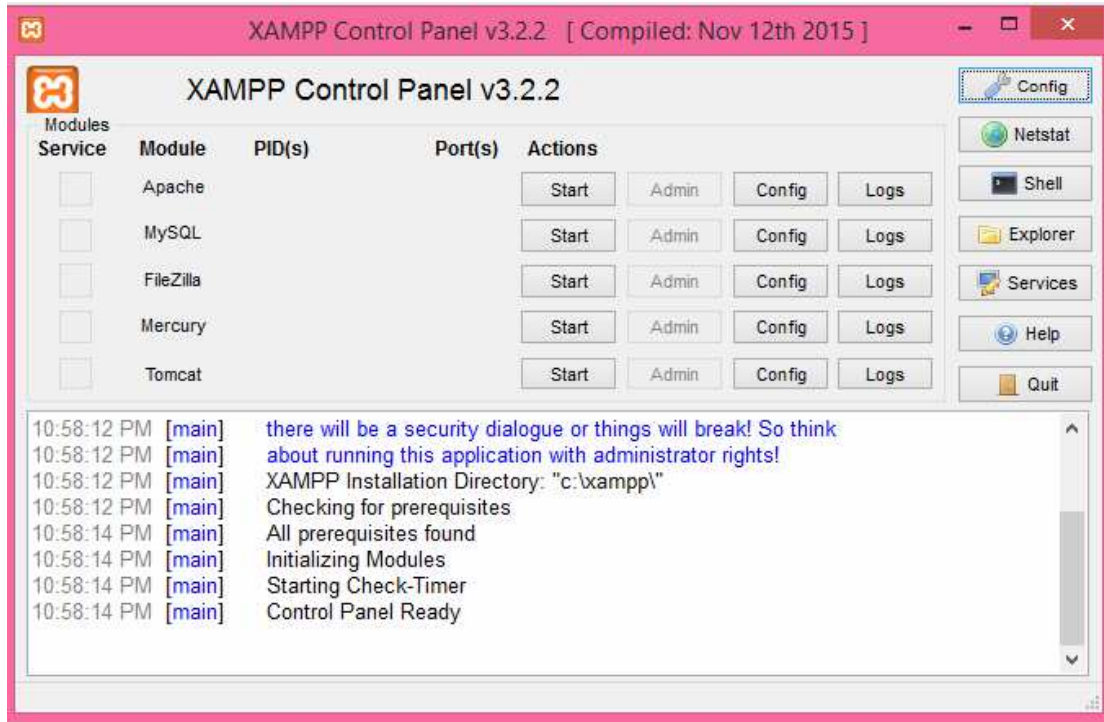 XAMPP Control Panel v3.2.2 [ Compiled: Nov 12th 2015 ]
XAMPP Control Panel v3.2.2
Config
Netstat
Shell
Explorer
Services
Help
Quit
Modules
Service Module PID(s) Port(s) Actions
Apache Start Admin Config Logs
MySQL Start Admin Config Logs
FileZilla Start Admin Config Logs
Mercury Start Admin Config Logs
Tomcat Start Admin Config Logs
10:58:12 PM [main] there will be a security dialogue or things will break! So think
10:58:12 PM [main] about running this application with administrator rights!
10:58:12 PM [main] XAMPP Installation Directory: "c:\xampp\"
10:58:12 PM [main] Checking for prerequisites
10:58:14 PM [main] All prerequisites found
10:58:14 PM [main] Initializing Modules
10:58:14 PM [main] Starting Check-Timer
10:58:14 PM [main] Control Panel Ready